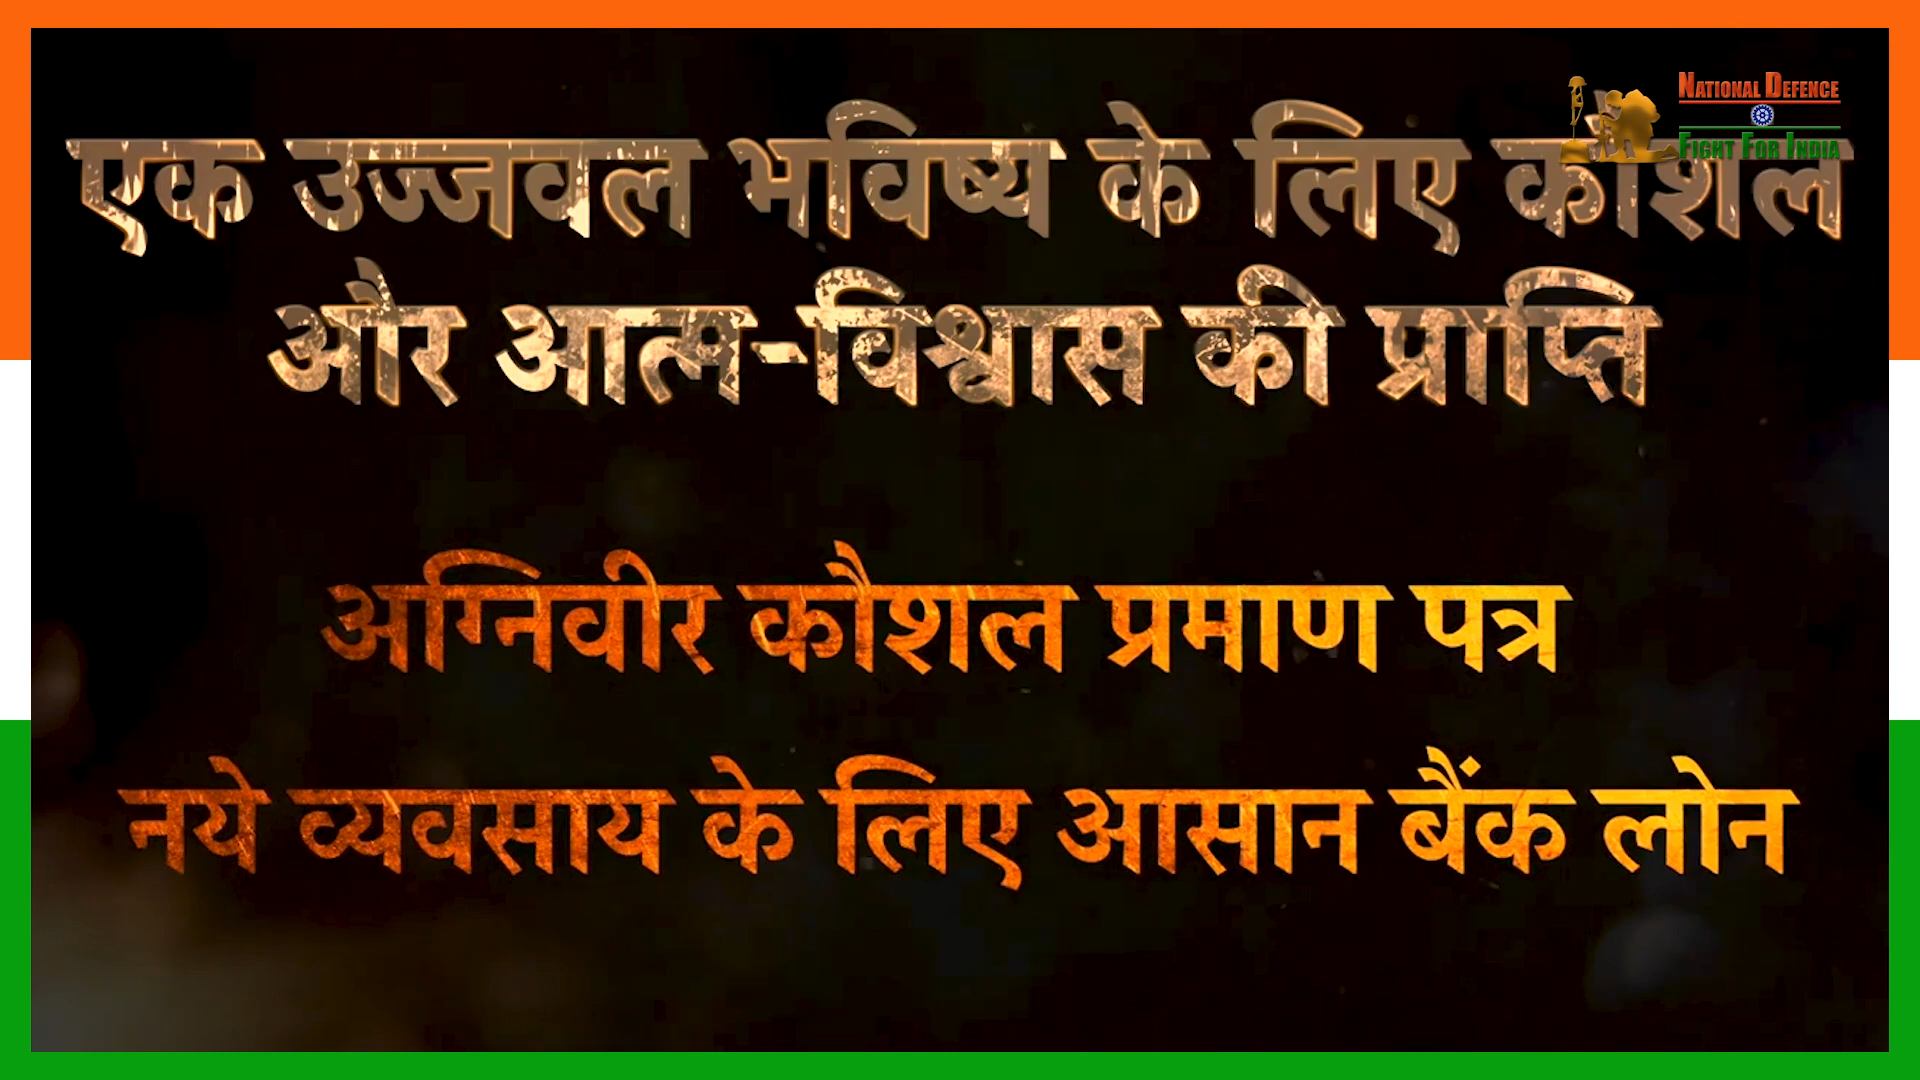 NATIONAL DEFENCE
FIGHT FOR INDIA
एक उज्जवल भविष्य के लिए कौशल
और आत्म-विश्वास की प्राप्ति
अग्निवीर कौशल प्रमाण पत्र
नये व्यवसाय के लिए आसान बैंक लोन